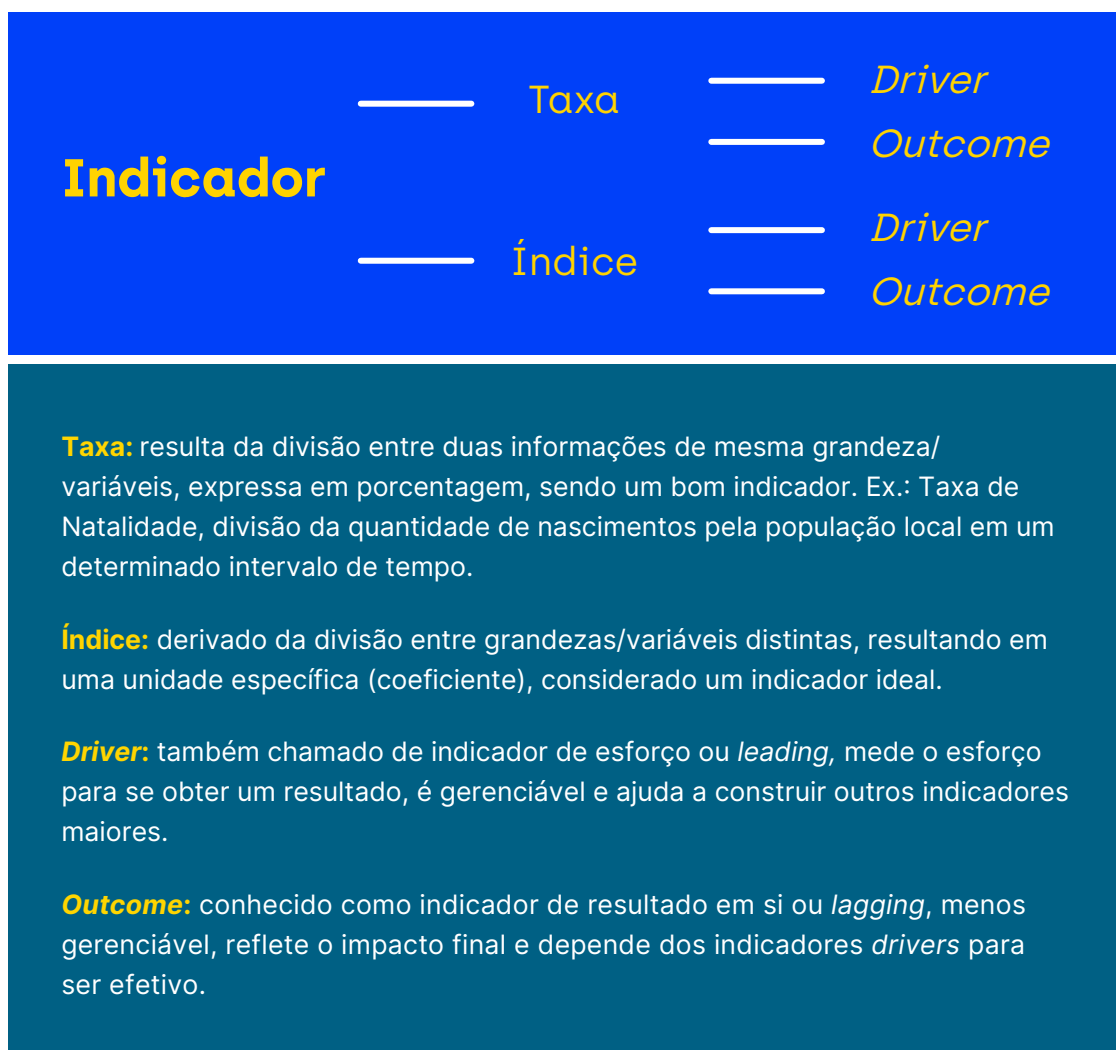 Indicador
Taxa
Driver
Outcome
Índice
Driver
Outcome
Taxa: resulta da divisão entre duas informações de mesma grandeza/
variáveis, expressa em porcentagem, sendo um bom indicador. Ex.: Taxa de
Natalidade, divisão da quantidade de nascimentos pela população local em um
determinado intervalo de tempo.
Índice: derivado da divisão entre grandezas/variáveis distintas, resultando em
uma unidade específica (coeficiente), considerado um indicador ideal.
Driver: também chamado de indicador de esforço ou leading, mede o esforço
para se obter um resultado, é gerenciável e ajuda a construir outros indicadores
maiores.
Outcome: conhecido como indicador de resultado em si ou lagging, menos
gerenciável, reflete o impacto final e depende dos indicadores drivers para
ser efetivo.